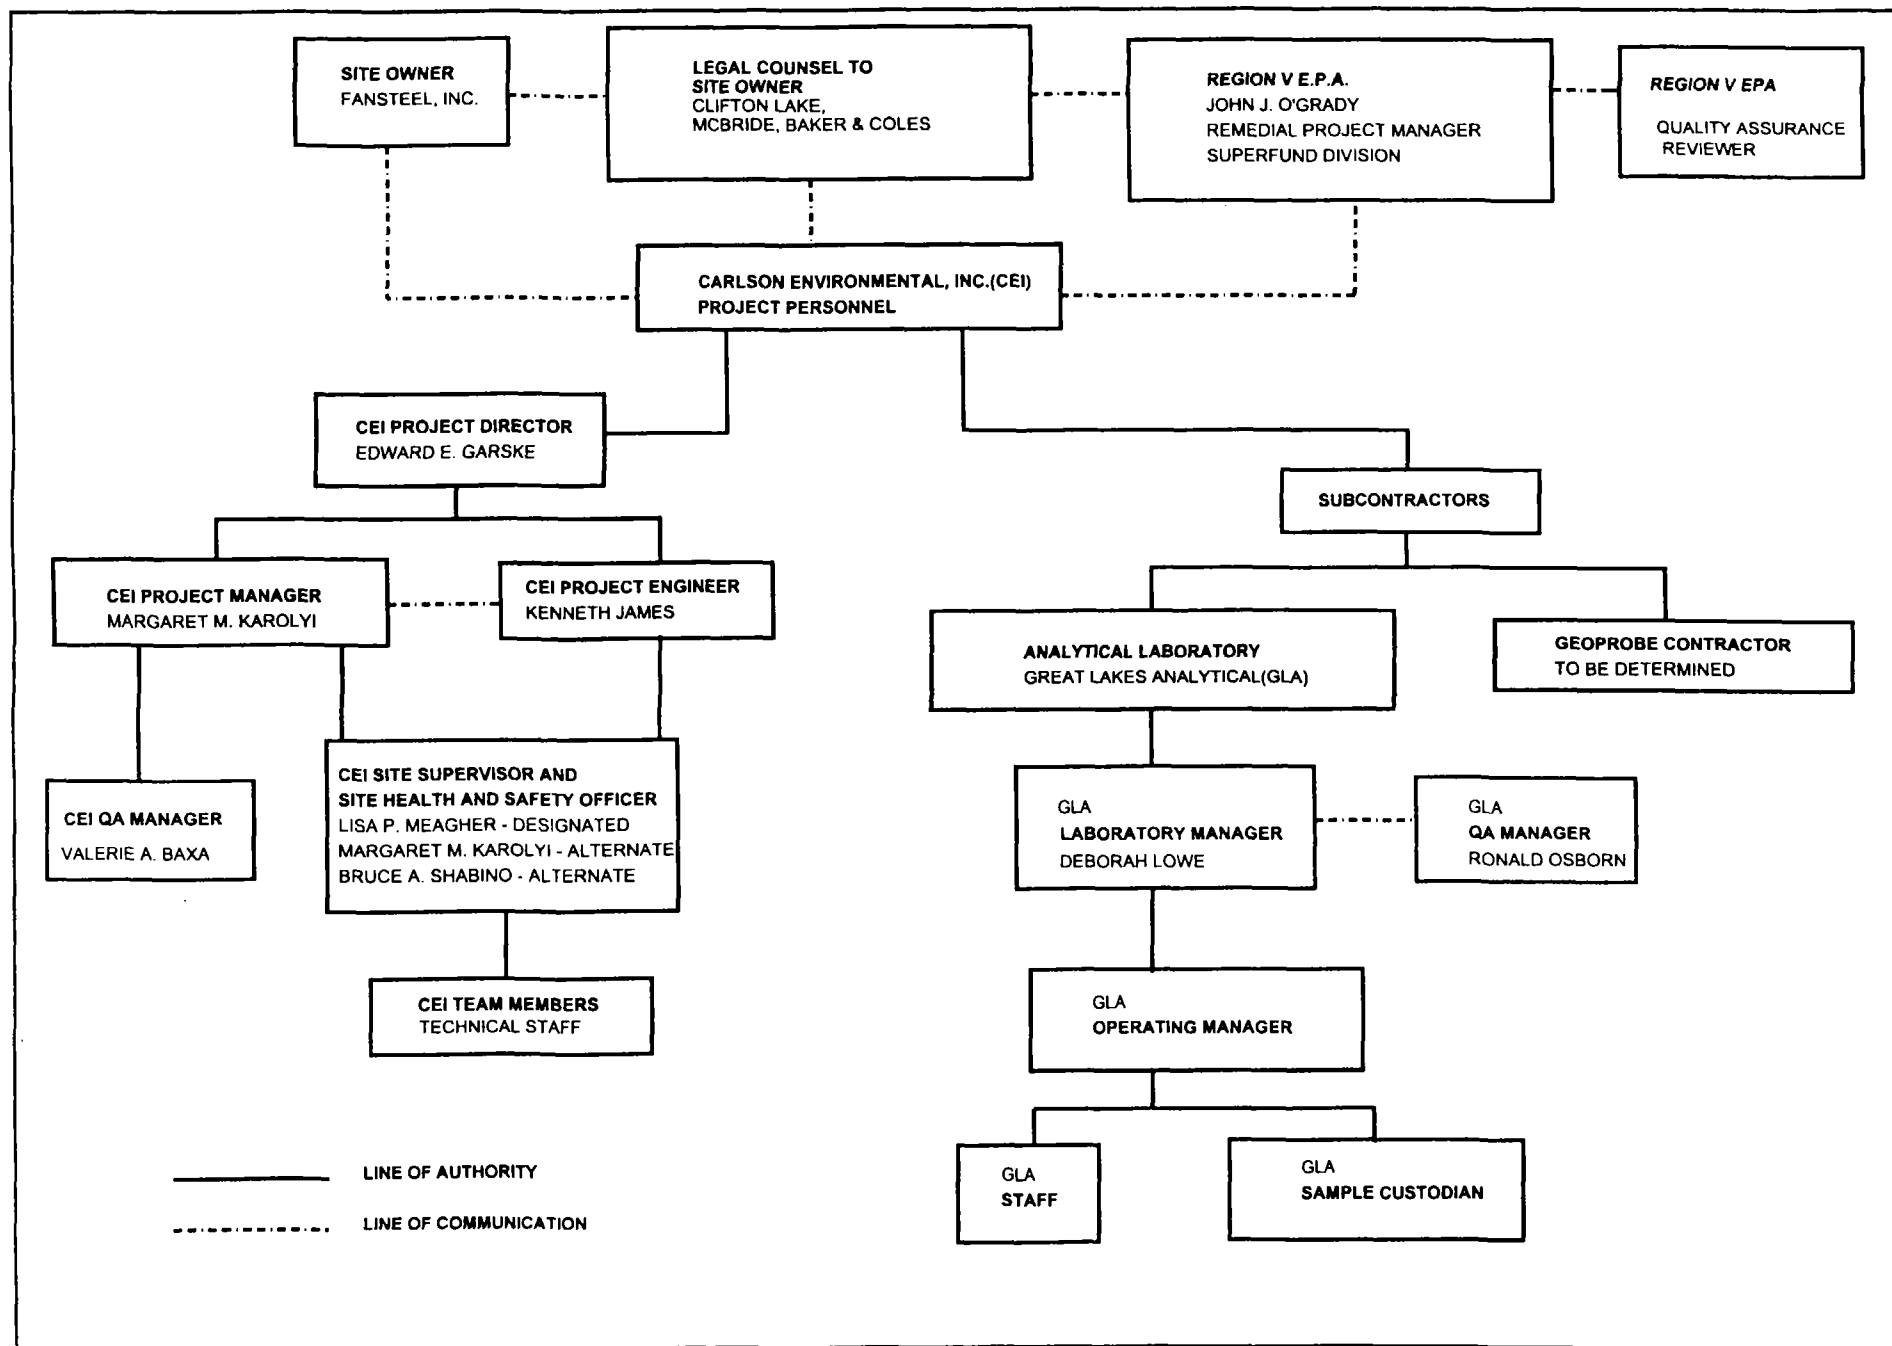 SITE OWNER
FANSTEEL, INC.
LEGAL COUNSEL TO
SITE OWNER
CLIFTON LAKE,
MCBRIDE, BAKER & COLES
REGION V E.P.A.
JOHN J. O'GRADY
REMEDIAL PROJECT MANAGER
SUPERFUND DIVISION
REGION V EPA
QUALITY ASSURANCE
REVIEWER
CARLSON ENVIRONMENTAL, INC.(CEI)
PROJECT PERSONNEL
CEI PROJECT DIRECTOR
EDWARD E. GARSKE
SUBCONTRACTORS
CEI PROJECT MANAGER
MARGARET M. KAROLYI
CEI PROJECT ENGINEER
KENNETH JAMES
ANALYTICAL LABORATORY
GREAT LAKES ANALYTICAL(GLA)
GEOPROBE CONTRACTOR
TO BE DETERMINED
CEI QA MANAGER
VALERIE A. BAXA
CEI SITE SUPERVISOR AND
SITE HEALTH AND SAFETY OFFICER
LISA P. MEAGHER - DESIGNATED
MARGARET M. KAROLYI - ALTERNATE
BRUCE A. SHABINO - ALTERNATE
GLA
LABORATORY MANAGER
DEBORAH LOWE
GLA
QA MANAGER
RONALD OSBORN
CEI TEAM MEMBERS
TECHNICAL STAFF
GLA
OPERATING MANAGER
GLA
STAFF
GLA
SAMPLE CUSTODIAN
LINE OF AUTHORITY
LINE OF COMMUNICATION